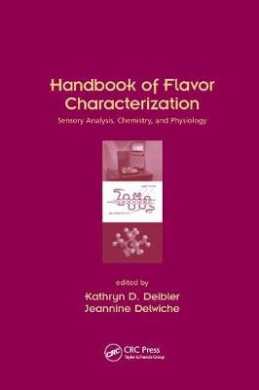 Handbook of Flavor
Characterization
Sensory Analysis, Chemistry, and Physiology
edited by
Kathryn D. Deibler
Jeannine Delwiche
CRC Press
Taylor & Francis Group